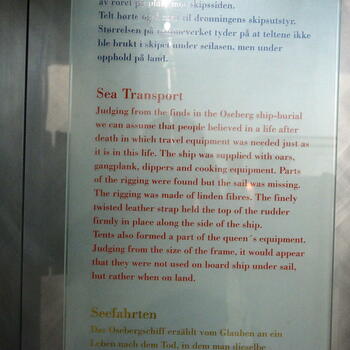 av roret på plass mot skipssiden.
Telt hørte også til dronningens skipsutstyr.
Størrelsen på rammeverket tyder på at teltene ikke
ble brukt i skipet under seilasen, men under
opphold på land.
Sea Transport
Judging from the finds in the Oseberg ship-burial
we can assume that people believed in a life after
death in which travel equipment was needed just as
it is in this life. The ship was supplied with oars,
gangplank, dippers and cooking equipment. Parts
of the rigging were found but the sail was missing.
The rigging was made of linden fibres. The finely
twisted leather strap held the top of the rudder
firmly in place along the side of the ship.
Tents also formed a part of the queen´s equipment.
Judging from the size of the frame, it would appear
that they were not used on board ship under sail,
but rather when on land.
Seefahrten
Das Osebergschiff erzählt vom Glauben an ein
Leben nach dem Tod, in dem man dieselbe